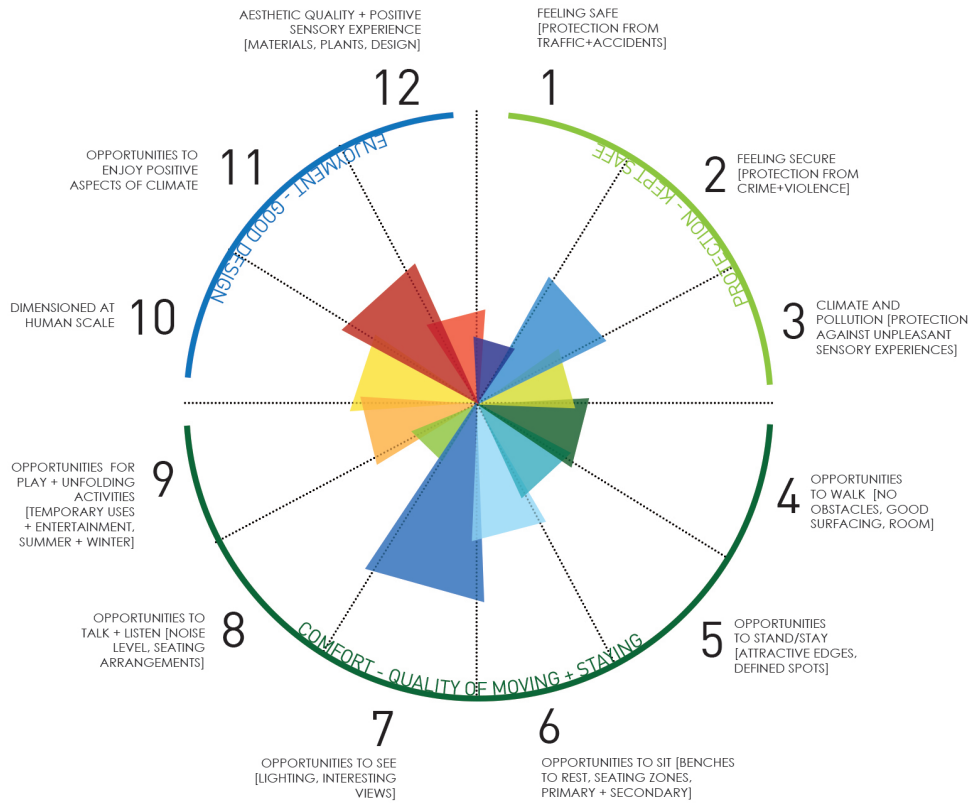 AESTHETIC QUALITY + POSITIVE
SENSORY EXPERIENCE
[MATERIALS, PLANTS, DESIGN]
12
FEELING SAFE
[PROTECTION FROM
TRAFFIC+ACCIDENTS]
1
2
FEELING SECURE
[PROTECTION FROM
CRIME+VIOLENCE]
3
CLIMATE AND
POLLUTION [PROTECTION
AGAINST UNPLEASANT
SENSORY EXPERIENCES]
4
OPPORTUNITIES
TO WALK [NO
OBSTACLES, GOOD
SURFACING, ROOM]
5
OPPORTUNITIES
TO STAND/STAY
[ATTRACTIVE EDGES,
DEFINED SPOTS]
6
OPPORTUNITIES TO SIT [BENCHES
TO REST, SEATING ZONES,
PRIMARY + SECONDARY]
7
OPPORTUNITIES TO SEE
[LIGHTING, INTERESTING
VIEWS]
8
OPPORTUNITIES TO
TALK + LISTEN [NOISE
LEVEL, SEATING
ARRANGEMENTS]
9
OPPORTUNITIES FOR
PLAY + UNFOLDING
ACTIVITIES
[TEMPORARY USES
+ ENTERTAINMENT,
SUMMER + WINTER]
10
DIMENSIONED AT
HUMAN SCALE
11
OPPORTUNITIES TO
ENJOY POSITIVE
ASPECTS OF CLIMATE
ENJOYMENT - GOOD DESIGN
PROTECTION - KEPT SAFE
COMFORT - QUALITY OF MOVING + STAYING